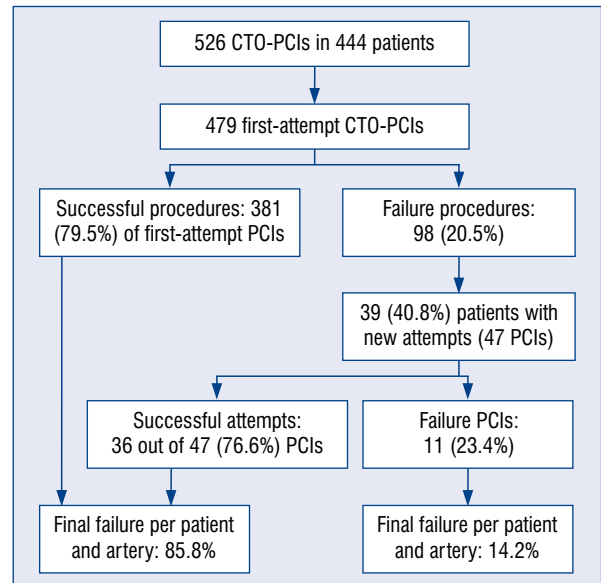 526 CTO-PCIs in 444 patients
479 first-attempt CTO-PCIs
Successful procedures: 381
(79.5%) of first-attempt PCIs
Failure procedures:
98 (20.5%)
39 (40.8%) patients with
new attempts (47 PCIs)
Successful attempts:
36 out of 47 (76.6%) PCIs
Failure PCIs:
11 (23.4%)
Final failure per patient
and artery: 85.8%
Final failure per patient
and artery: 14.2%